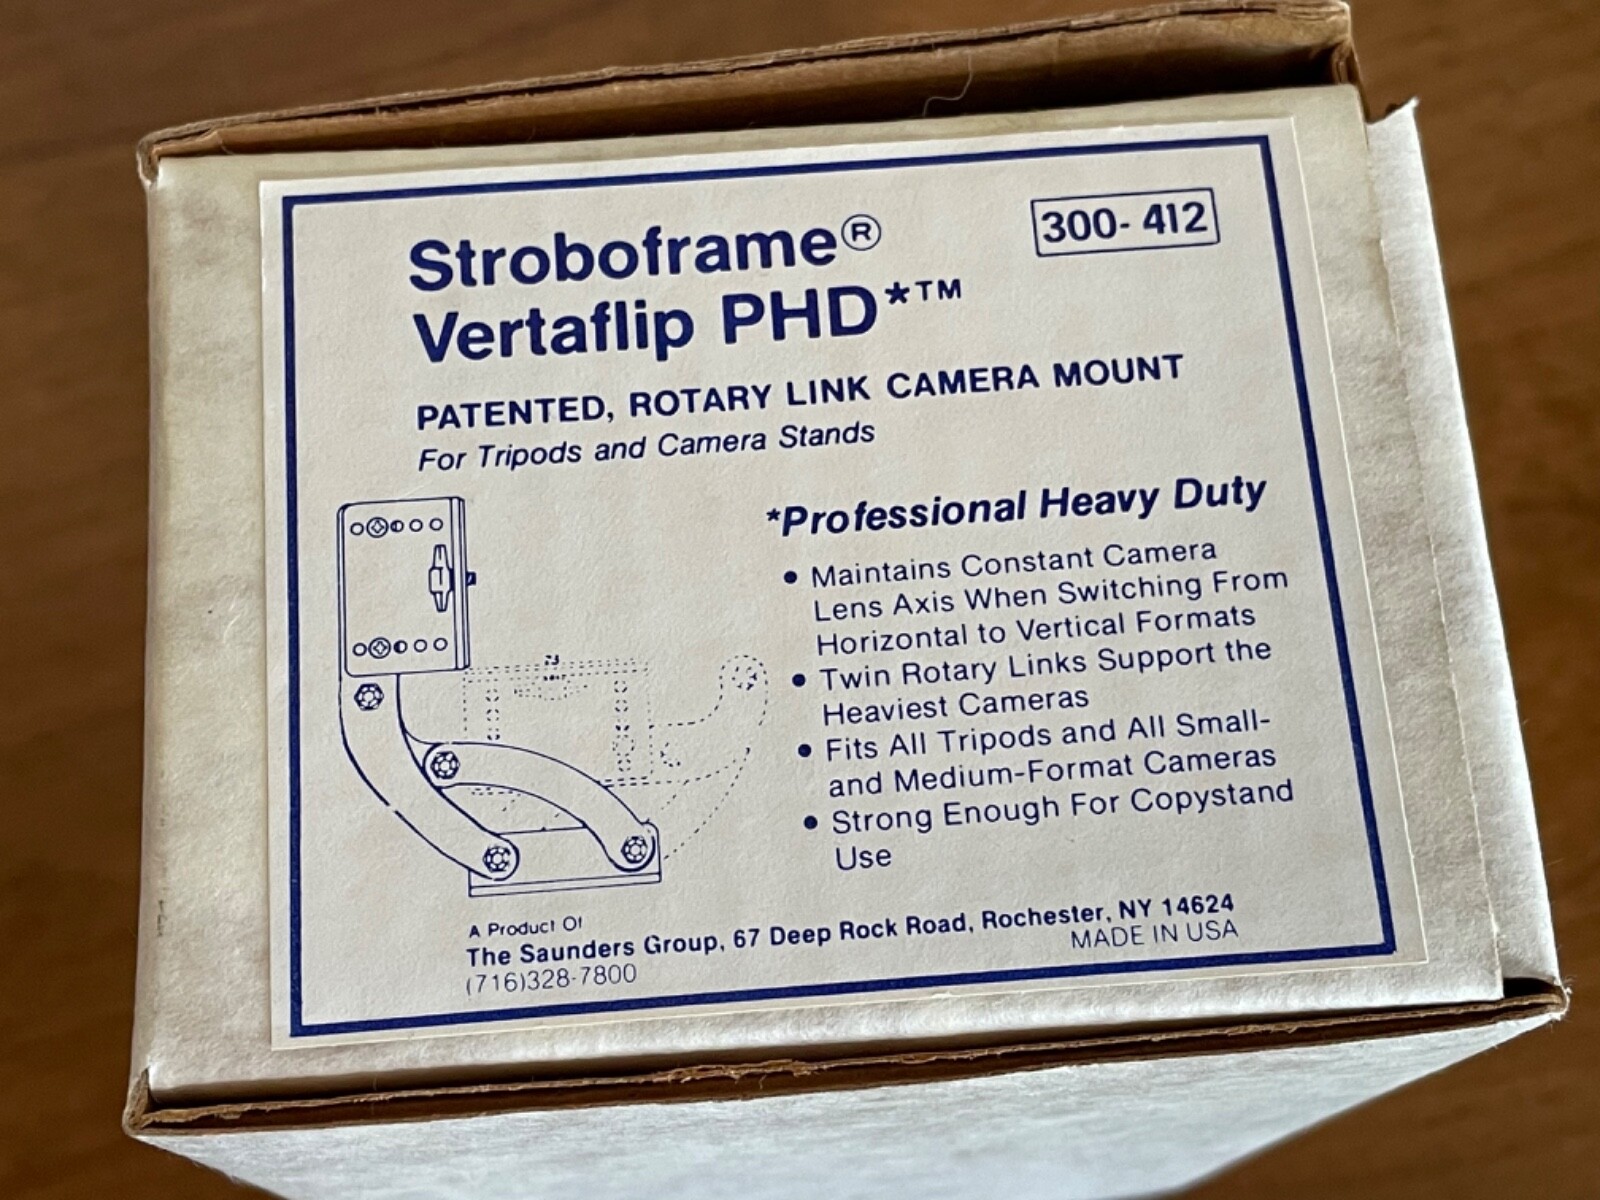 Stroboframe®
300-412
Vertaflip PHD*™
PATENTED, ROTARY LINK CAMERA MOUNT
For Tripods and Camera Stands
*Professional Heavy Duty
• Maintains Constant Camera
Lens Axis When Switching From
Horizontal to Vertical Formats
• Twin Rotary Links Support the
Heaviest Cameras
• Fits All Tripods and All Small-
and Medium-Format Cameras
• Strong Enough For Copystand
Use
A Product Of
The Saunders Group, 67 Deep Rock Road, Rochester, NY 14624
(716)328-7800
MADE IN USA